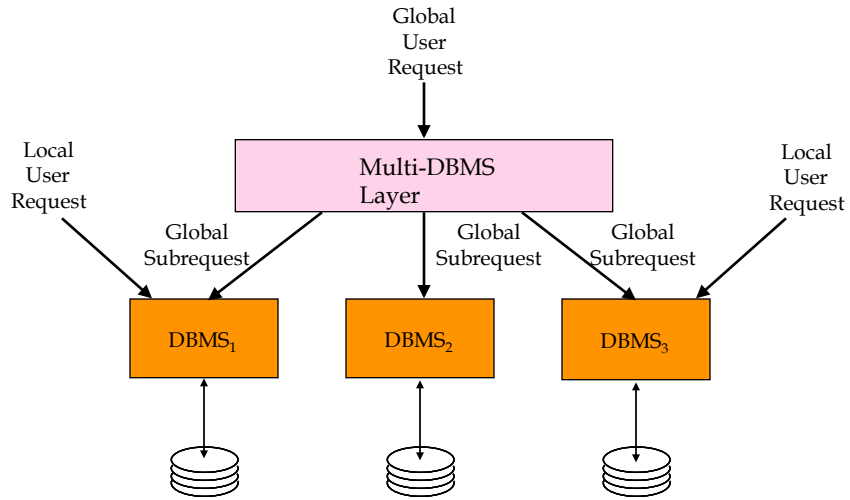 Global
User
Request
Local
User
Request
Multi-DBMS
Layer
Local
User
Request
Global
Subrequest
Global
Subrequest
Global
Subrequest
DBMS₁
DBMS₂
DBMS₃